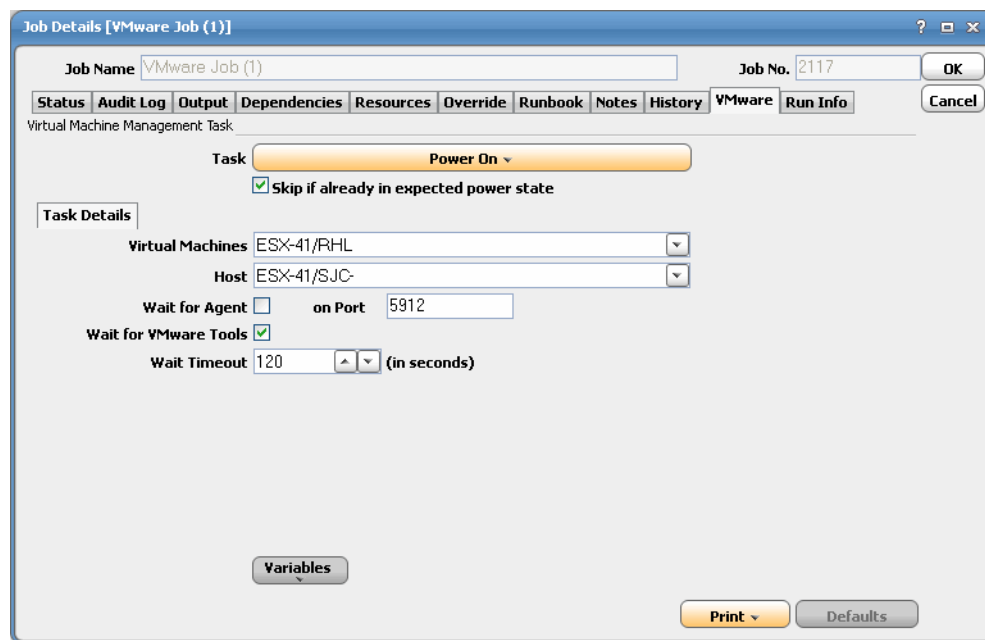 Job Details [VMware Job (1)]
?
Job Name VMware Job (1) Job No. 2117 OK
Status Audit Log Output Dependencies Resources Override Runbook Notes History VMware Run Info Cancel
Virtual Machine Management Task
Task Power On
Skip if already in expected power state
Task Details
Virtual Machines ESX-41/RHL
Host ESX-41/SJC-
Wait for Agent on Port 5912
Wait for VMware Tools
Wait Timeout 120 (in seconds)
Variables
Print Defaults